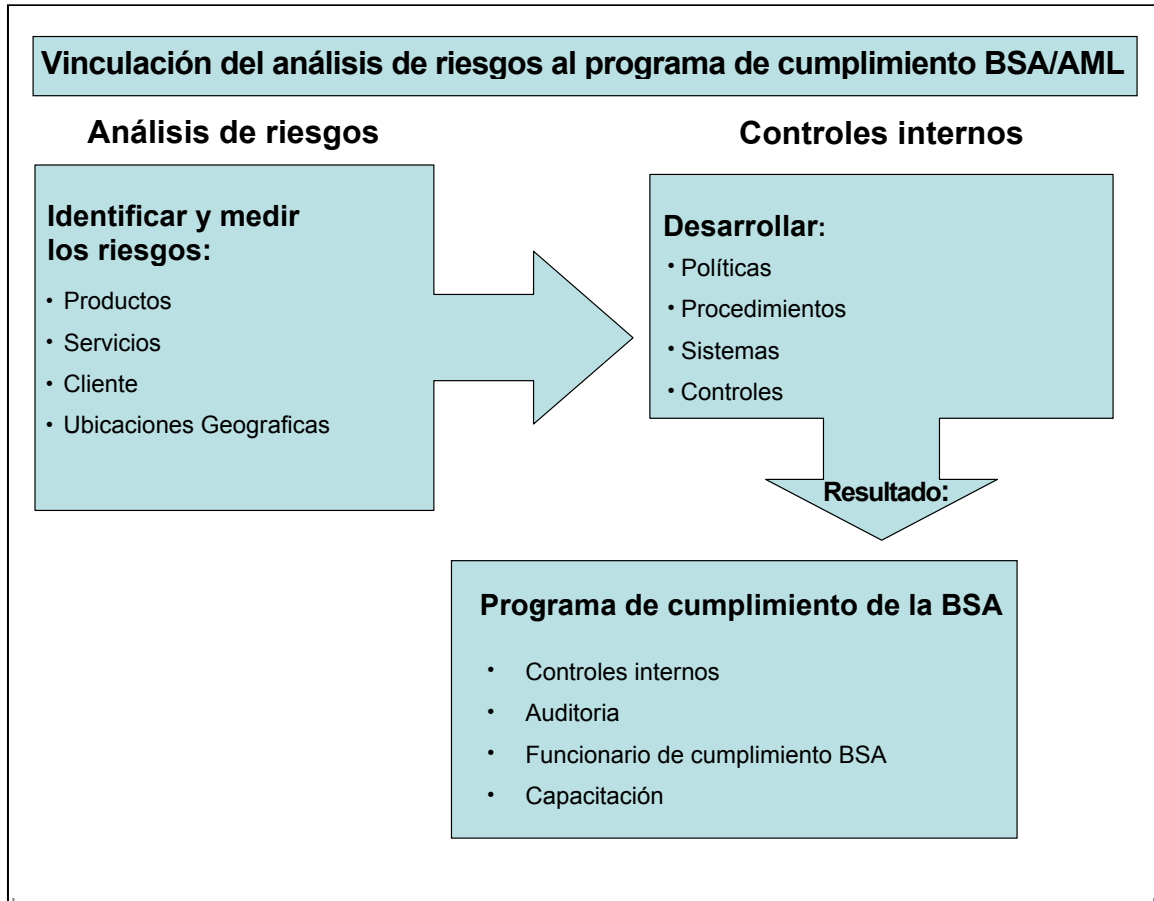 Vinculación del análisis de riesgos al programa de cumplimiento BSA/AML
Análisis de riesgos
Identificar y medir
los riesgos:
• Productos
• Servicios
• Cliente
• Ubicaciones Geograficas
Controles internos
Desarrollar:
• Políticas
• Procedimientos
• Sistemas
• Controles
Resultado:
Programa de cumplimiento de la BSA
• Controles internos
• Auditoria
• Funcionario de cumplimiento BSA
• Capacitación